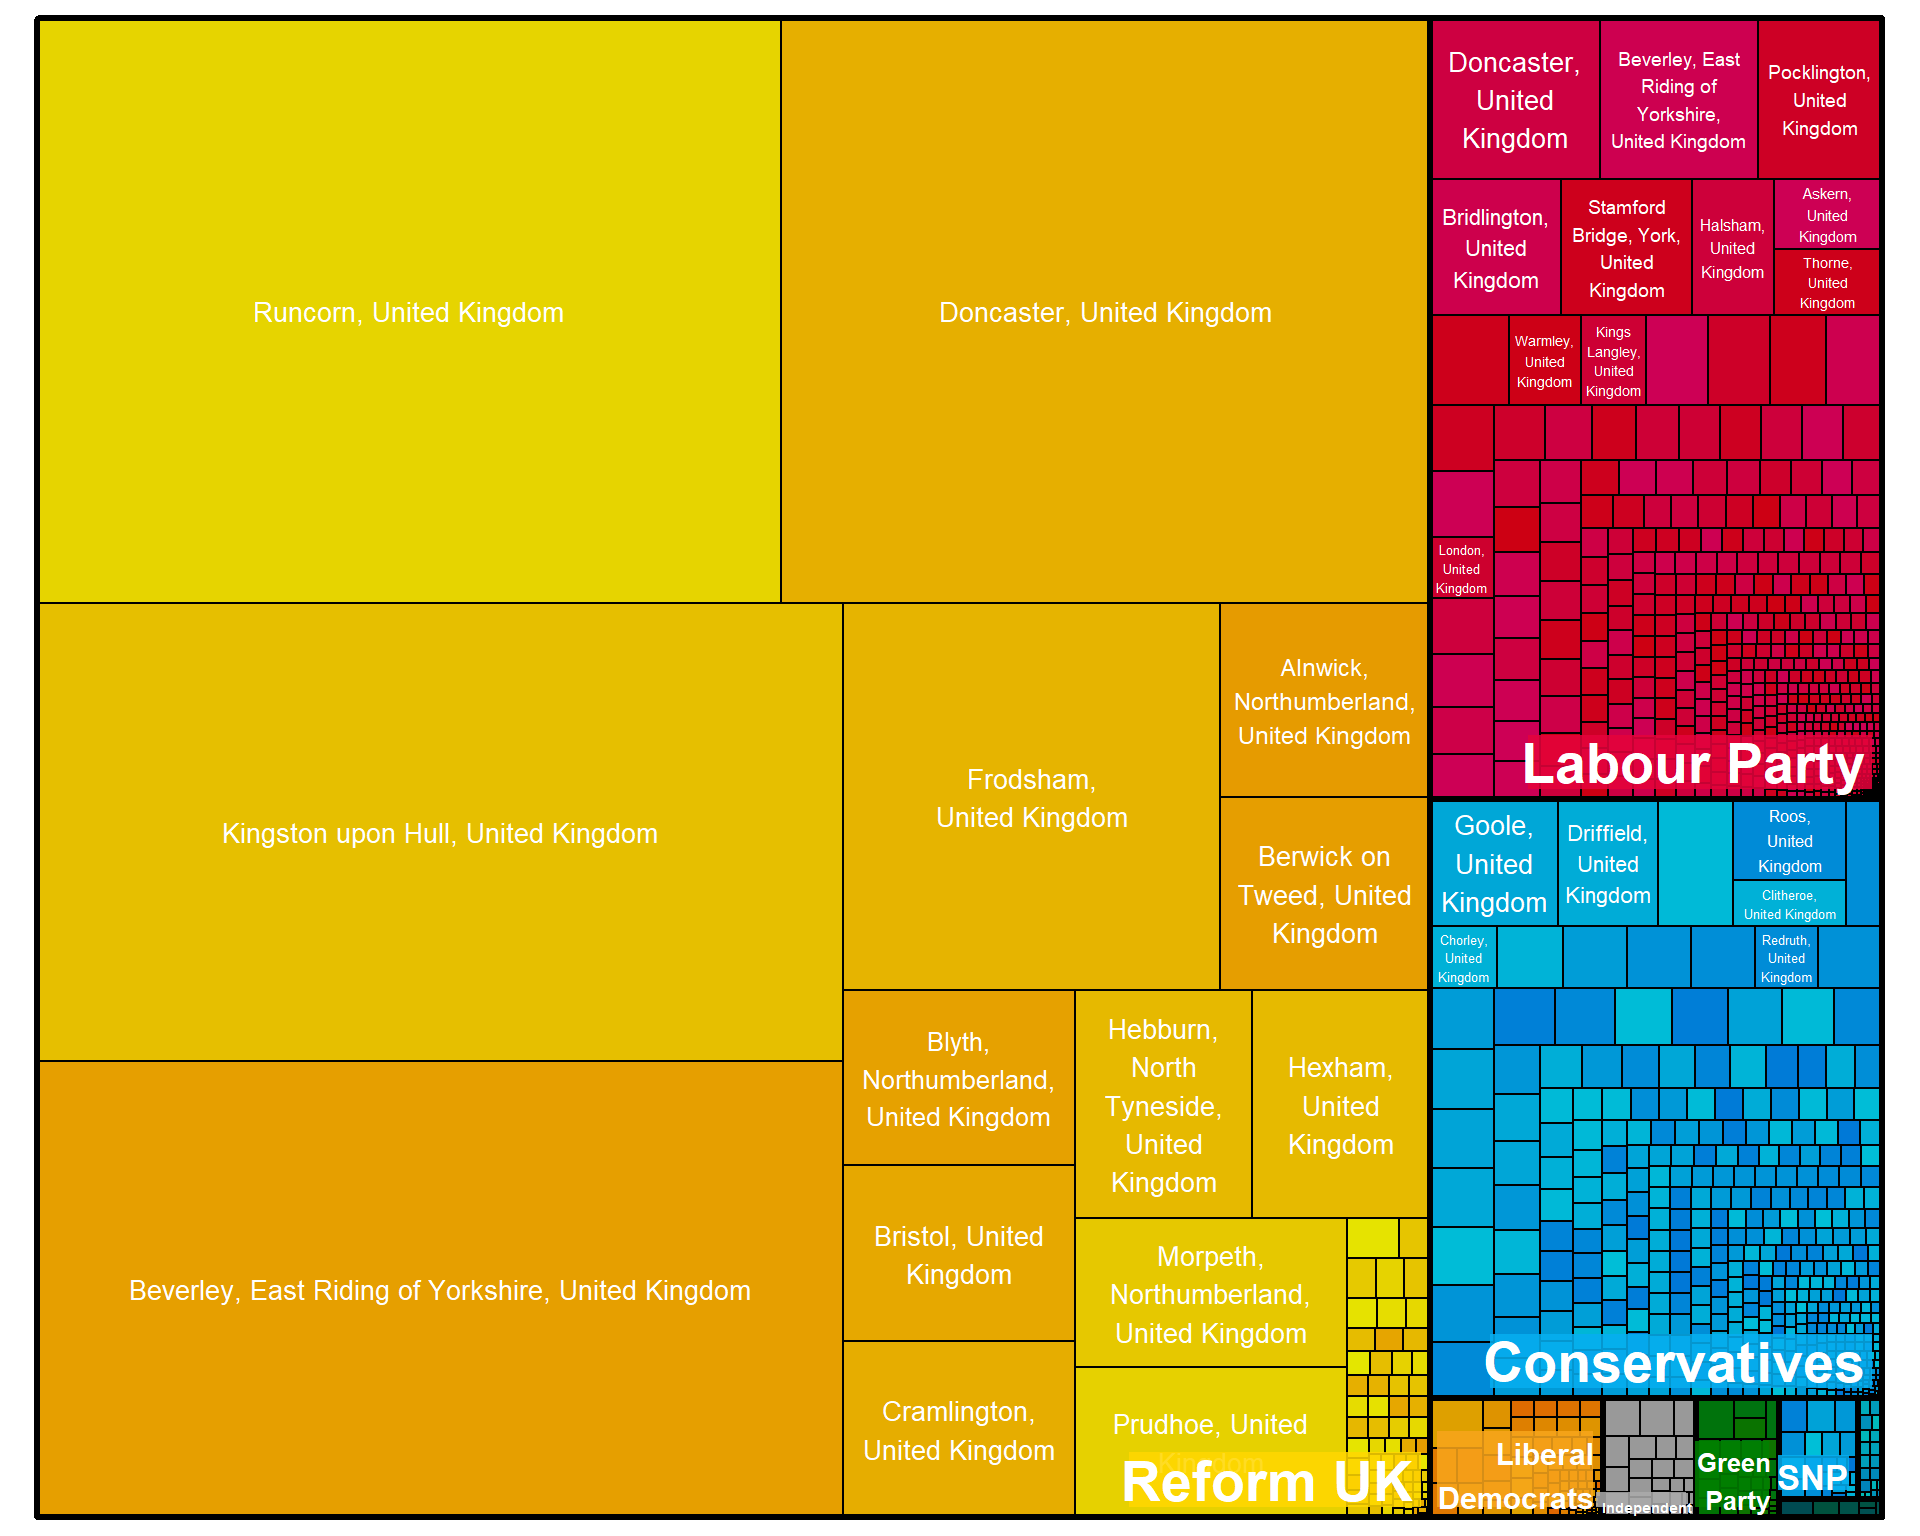 Runcorn, United Kingdom
Doncaster, United Kingdom
Kingston upon Hull, United Kingdom
Beverley, East Riding of Yorkshire, United Kingdom
Frodsham,
United Kingdom
Alnwick,
Northumberland,
United Kingdom
Berwick on
Tweed, United
Kingdom
Blyth,
Northumberland,
United Kingdom
Bristol, United
Kingdom
Cramlington,
United Kingdom
Hebburn,
North
Tyneside,
United
Kingdom
Hexham,
United
Kingdom
Morpeth,
Northumberland,
United Kingdom
Prudhoe, United
Kingdom
Reform UK
Doncaster,
United
Kingdom
Beverley, East
Riding of
Yorkshire,
United Kingdom
Pocklington,
United
Kingdom
Bridlington,
United
Kingdom
Stamford
Bridge, York,
United
Kingdom
Halsham,
United
Kingdom
Askern,
United
Kingdom
Thorne,
United
Kingdom
Warmley,
United
Kingdom
Kings
Langley,
United
Kingdom
London,
United
Kingdom
Labour Party
Goole,
United
Kingdom
Driffield,
United
Kingdom
Roos,
United
Kingdom
Clitheroe,
United Kingdom
Chorley,
United
Kingdom
Redruth,
United
Kingdom
Conservatives
Liberal
Democrats
Independent
Green
Party
SNP